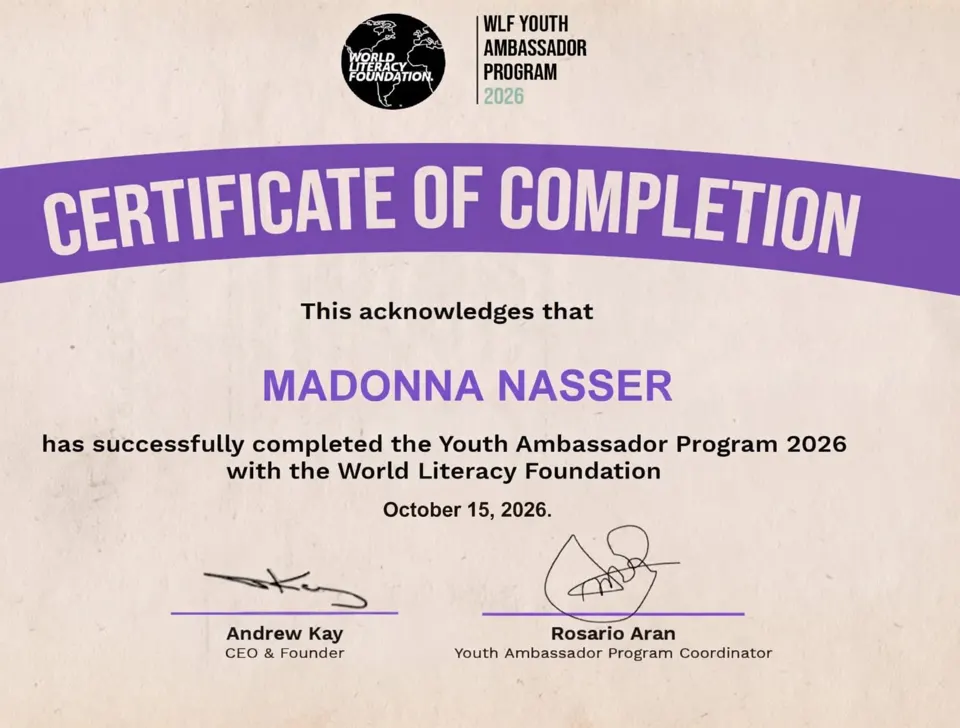 WORLD
LITERACY
FOUNDATION.
WLF YOUTH
AMBASSADOR
PROGRAM
2026
CERTIFICATE OF COMPLETION
This acknowledges that
MADONNA NASSER
has successfully completed the Youth Ambassador Program 2026
with the World Literacy Foundation
October 15, 2026.
Andrew Kay
CEO & Founder
Rosario Aran
Youth Ambassador Program Coordinator